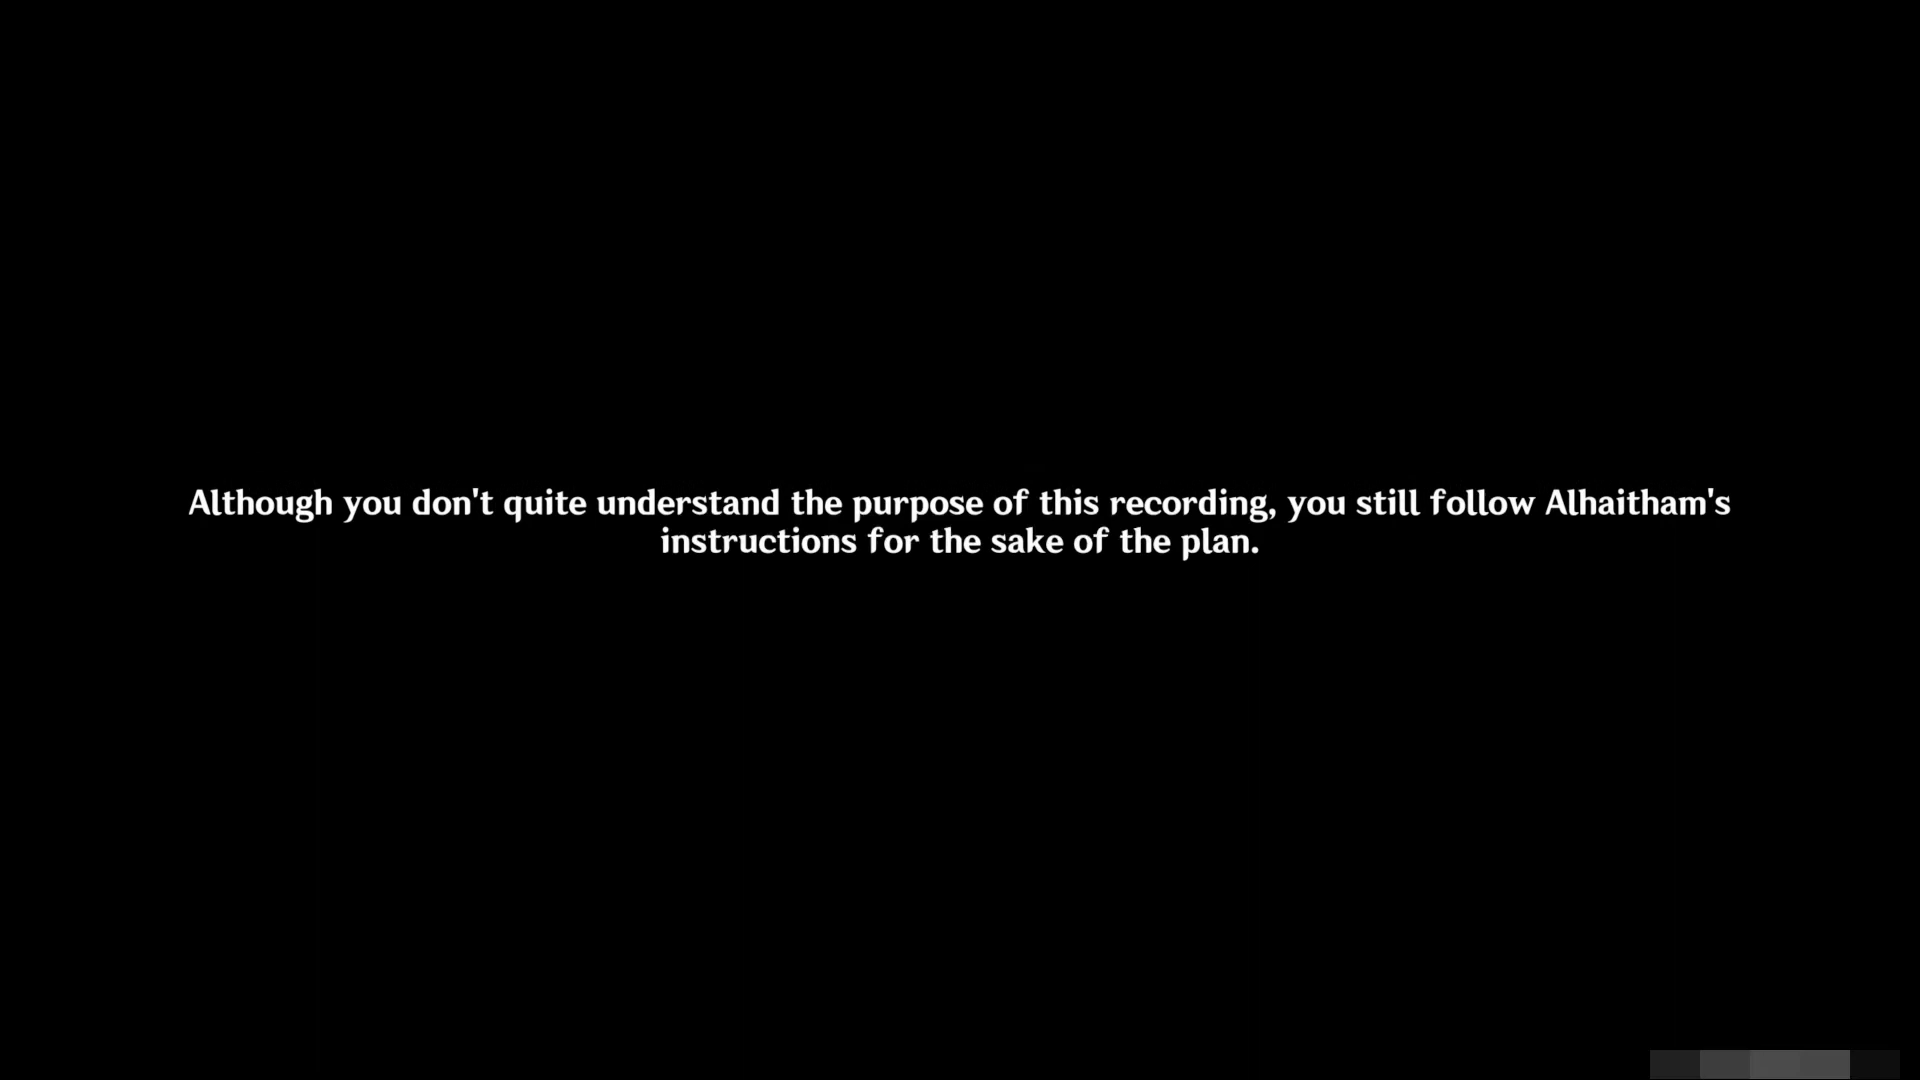 Although you don't quite understand the purpose of this recording, you still follow Alhaitham's
instructions for the sake of the plan.